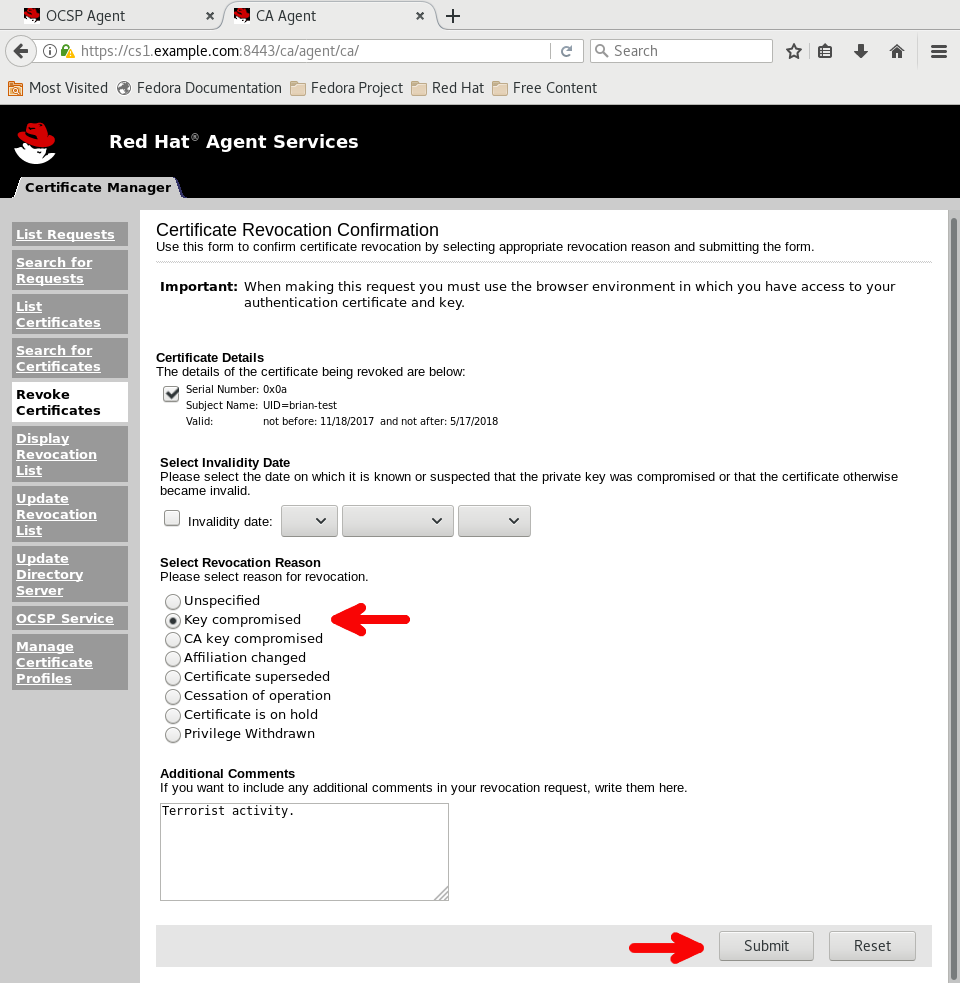 OCSP Agent
CA Agent
https://cs1.example.com:8443/ca/agent/ca/
Search
Most Visited
Fedora Documentation
Fedora Project
Red Hat
Free Content
Red Hat® Agent Services
Certificate Manager
List Requests
Search for
Requests
List
Certificates
Search for
Certificates
Revoke
Certificates
Display
Revocation
List
Update
Revocation
List
Update
Directory
Server
OCSP Service
Manage
Certificate
Profiles
Certificate Revocation Confirmation
Use this form to confirm certificate revocation by selecting appropriate revocation reason and submitting the form.
Important: When making this request you must use the browser environment in which you have access to your
authentication certificate and key.
Certificate Details
The details of the certificate being revoked are below:
Serial Number: 0x0a
Subject Name: UID=brian-test
Valid: not before: 11/18/2017 and not after: 5/17/2018
Select Invalidity Date
Please select the date on which it is known or suspected that the private key was compromised or that the certificate otherwise
became invalid.
Invalidity date:
Select Revocation Reason
Please select reason for revocation.
Unspecified
Key compromised
CA key compromised
Affiliation changed
Certificate superseded
Cessation of operation
Certificate is on hold
Privilege Withdrawn
Additional Comments
If you want to include any additional comments in your revocation request, write them here.
Terrorist activity.
Submit
Reset